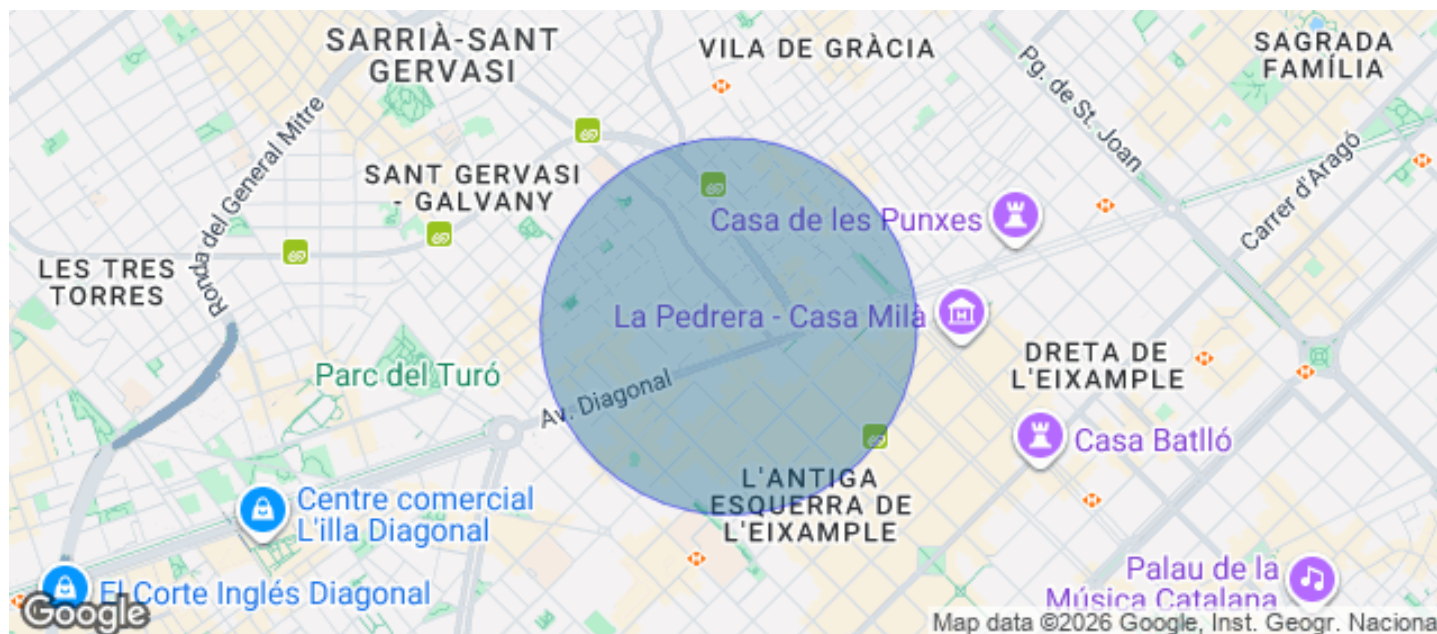 SARRIÀ-SANT
GERVASI
VILA DE GRÀCIA
SAGRADA
FAMÍLIA
Pg. de St. Joan
Ronda del General Mitre
SANT GERVASI
- GALVANY
Carrer d'Aragó
Casa de les Punxes
LES TRES
TORRES
La Pedrera - Casa Milà
DRETA DE
L'EIXAMPLE
Parc del Turó
Av. Diagonal
Casa Batlló
L'ANTIGA
ESQUERRA DE
L'EIXAMPLE
Centre comercial
L'illa Diagonal
Palau de la
Música Catalana
El Corte Inglés Diagonal
Google
Map data ©2026 Google, Inst. Geogr. Naciona